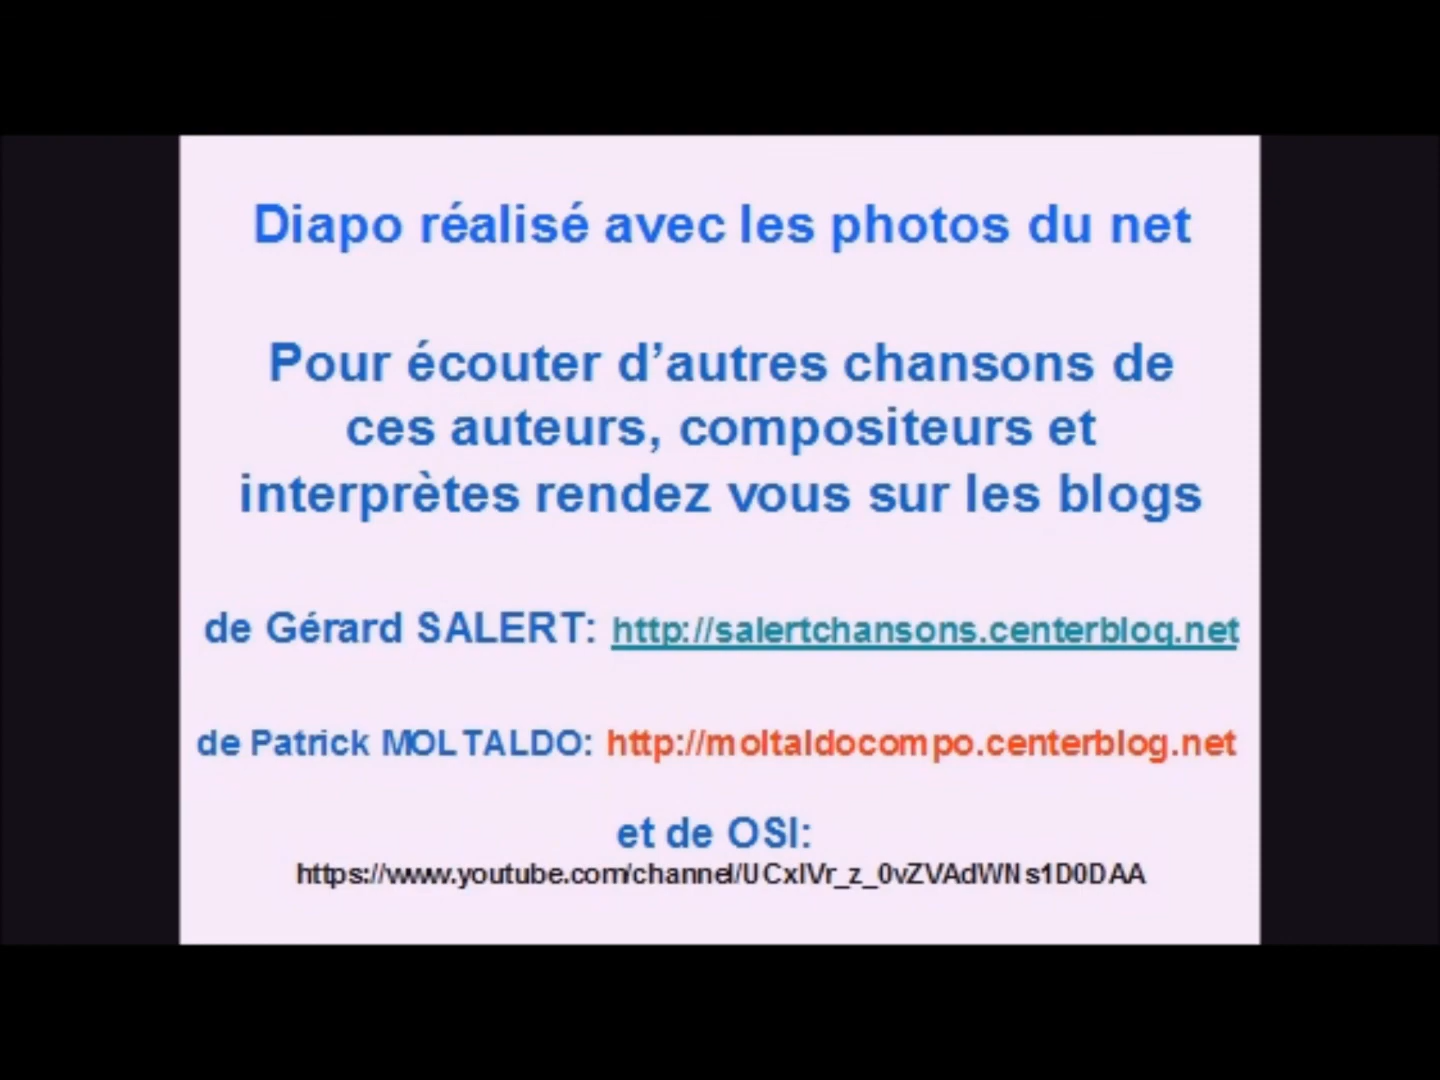 Diapo réalisé avec les photos du net
Pour écouter d’autres chansons de
ces auteurs, compositeurs et
interprètes rendez vous sur les blogs
de Gérard SALERT: http://salertchansons.centerblog.net
de Patrick MOLTALDO: http://moltaldocompo.centerblog.net
et de OSI:
https://www.youtube.com/channel/UCxIVr_z_0vZVAdWNs1D0DAA